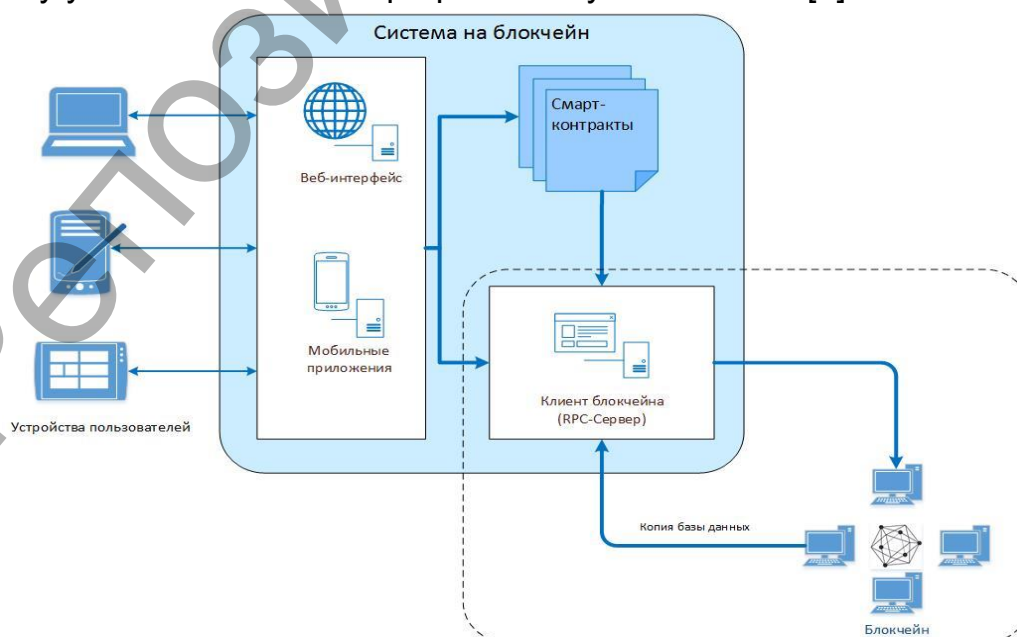 Система на блокчейн
Смарт-
контракты
Веб-интерфейс
Мобильные
приложения
Клиент блокчейна
(RPC-Сервер)
Устройства пользователей
Копия базы данных
Блокчейн